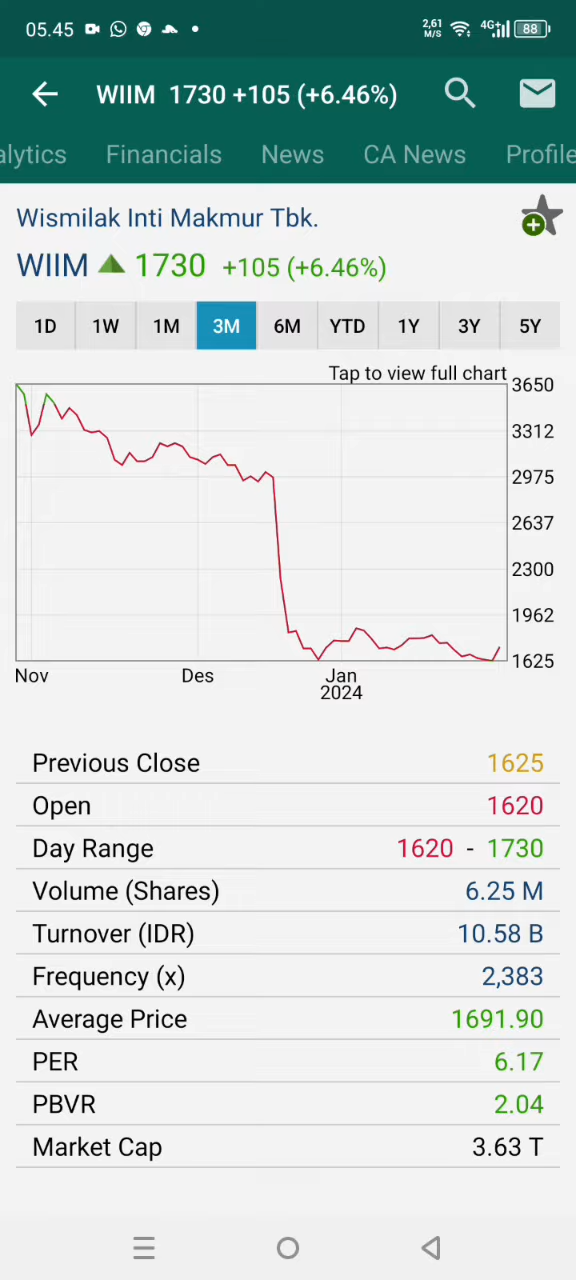 05.45 2,61 M/S 4G+ 88
WIIM 1730 +105 (+6.46%)
alytics Financials News CA News Profile
Wismilak Inti Makmur Tbk.
WIIM 1730 +105 (+6.46%)
1D 1W 1M 3M 6M YTD 1Y 3Y 5Y
Tap to view full chart
3650
3312
2975
2637
2300
1962
1625
Nov Des Jan
2024
Previous Close 1625
Open 1620
Day Range 1620 - 1730
Volume (Shares) 6.25 M
Turnover (IDR) 10.58 B
Frequency (x) 2,383
Average Price 1691.90
PER 6.17
PBVR 2.04
Market Cap 3.63 T